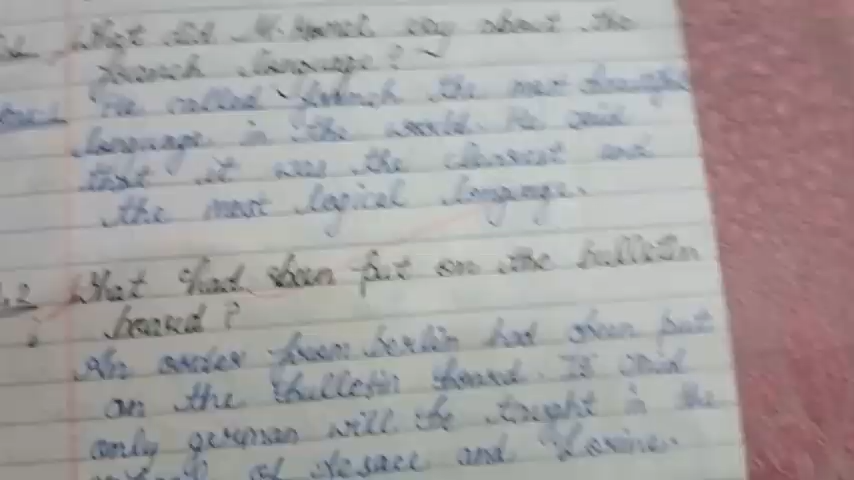 What did M. Hamel say about the
french language?
Ans. He called french the most beautiful
language in the world. He said
that it was the clearest and
the most logical language.
.2 What had been put on the bulletin
board?
An order from berlin had been put
on the bulletin board. It said
only german will be taught in the
of Alsace and Lorraine.